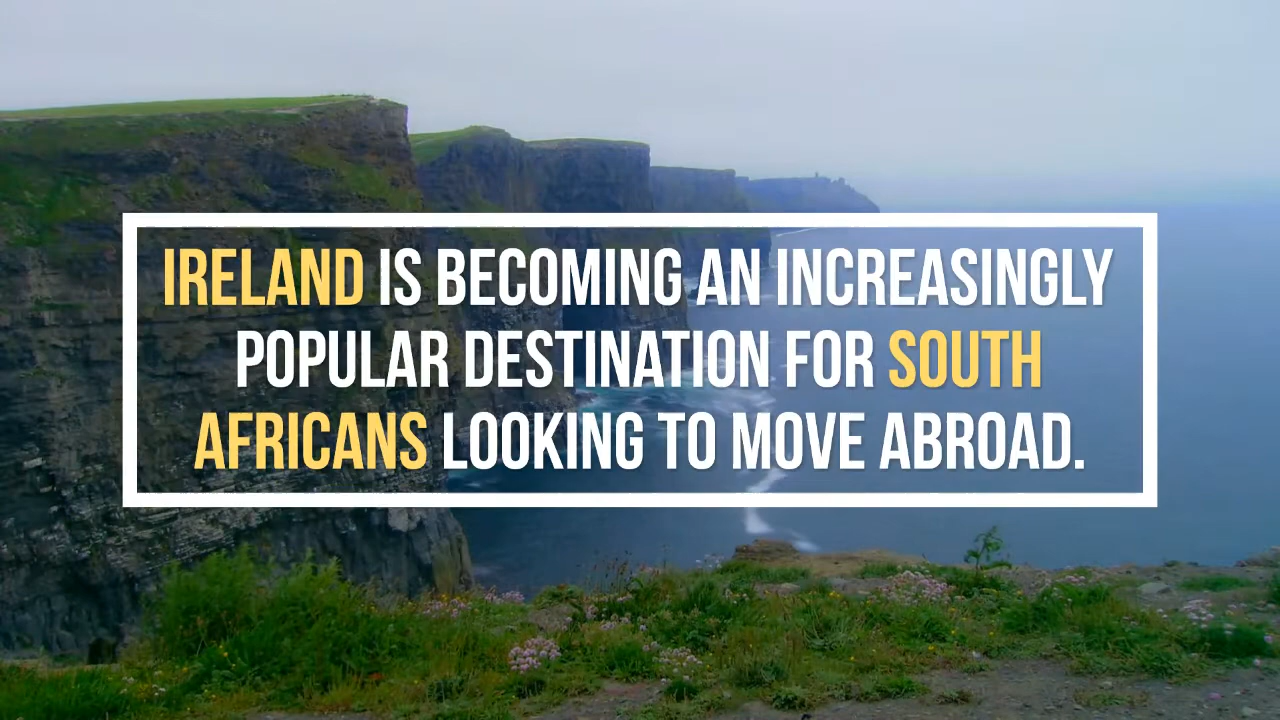 IRELAND IS BECOMING AN INCREASINGLY
POPULAR DESTINATION FOR SOUTH
AFRICANS LOOKING TO MOVE ABROAD.